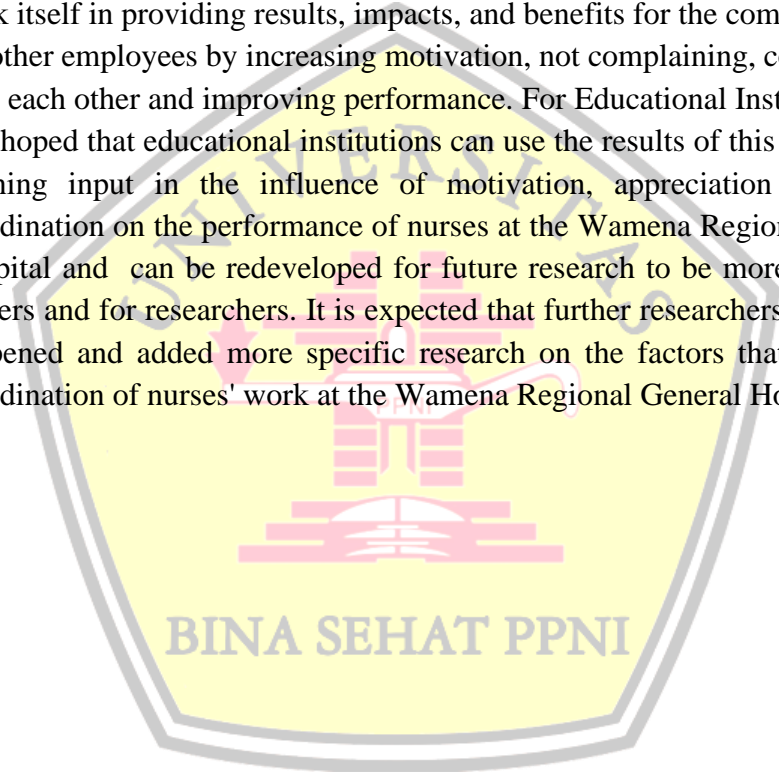 k itself in providing results, impacts, and benefits for the com
other employees by increasing motivation, not complaining, c
each other and improving performance. For Educational Inst
hoped that educational institutions can use the results of this
ning input in the influence of motivation, appreciation
dination on the performance of nurses at the Wamena Region
pital and can be redeveloped for future research to be more
ers and for researchers. It is expected that further researchers
pened and added more specific research on the factors that
dination of nurses' work at the Wamena Regional General Ho
UNIVERSITAS
PPNI
BINA SEHAT PPNI